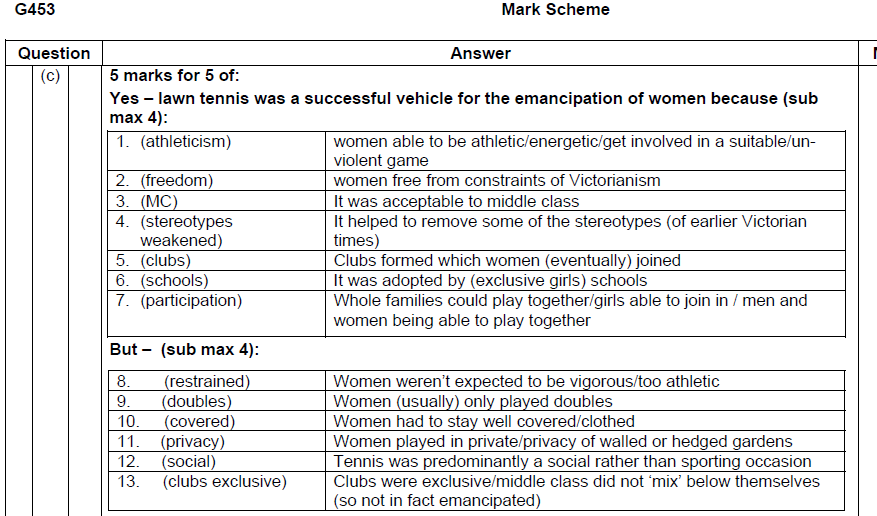 G453 Mark Scheme
Question Answer
(c) 5 marks for 5 of:
Yes – lawn tennis was a successful vehicle for the emancipation of women because (sub
max 4):
1. (athleticism) women able to be athletic/energetic/get involved in a suitable/un-
violent game
2. (freedom) women free from constraints of Victorianism
3. (MC) It was acceptable to middle class
4. (stereotypes It helped to remove some of the stereotypes (of earlier Victorian
weakened) times)
5. (clubs) Clubs formed which women (eventually) joined
6. (schools) It was adopted by (exclusive girls) schools
7. (participation) Whole families could play together/girls able to join in / men and
women being able to play together
But – (sub max 4):
8. (restrained) Women weren't expected to be vigorous/too athletic
9. (doubles) Women (usually) only played doubles
10. (covered) Women had to stay well covered/clothed
11. (privacy) Women played in private/privacy of walled or hedged gardens
12. (social) Tennis was predominantly a social rather than sporting occasion
13. (clubs exclusive) Clubs were exclusive/middle class did not 'mix' below themselves
(so not in fact emancipated)